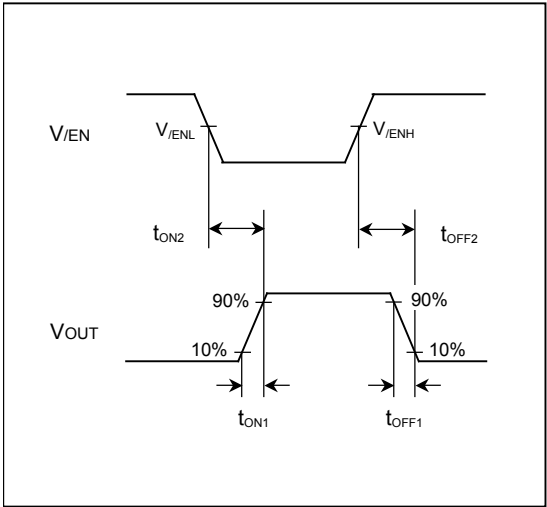 V/EN
V/ENL
V/ENH
tON2
tOFF2
VOUT
90%
90%
10%
10%
tON1
tOFF1